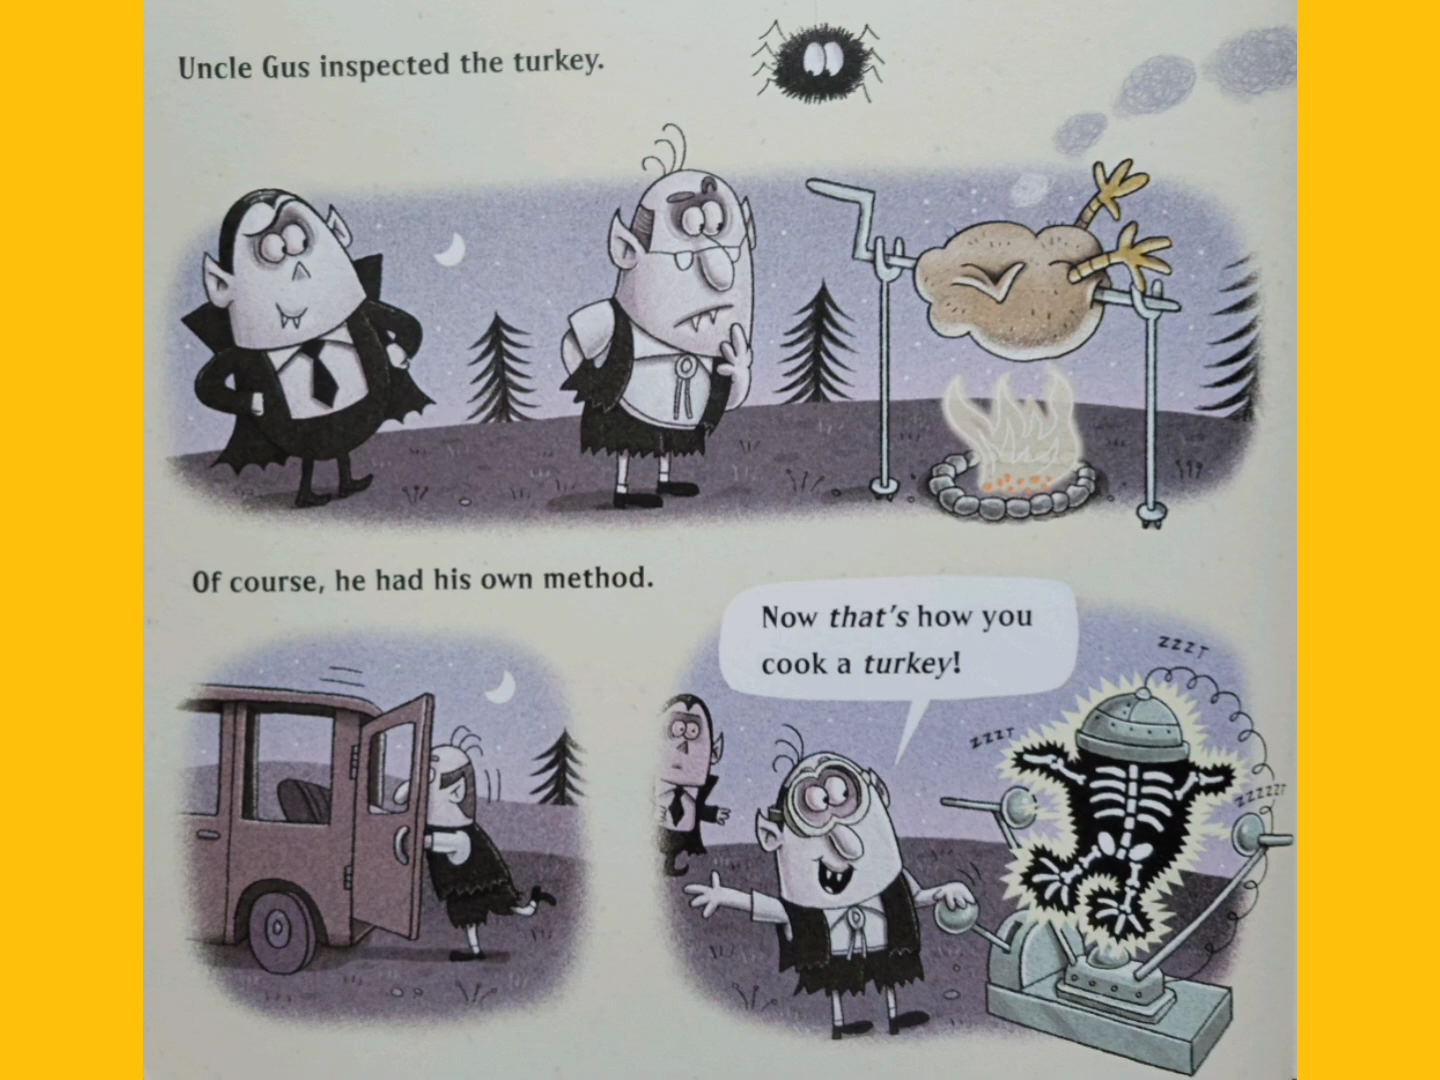 Uncle Gus inspected the turkey.
Of course, he had his own method.
Now that's how you
cook a turkey!
ZZZT
ZZZT
ZZZZZT